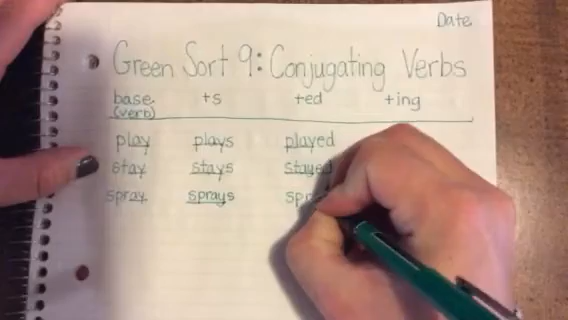 Date
Green Sort 9: Conjugating Verbs
base +s +ed +ing
(verb)
play plays played
stay stays stayed
spray sprays